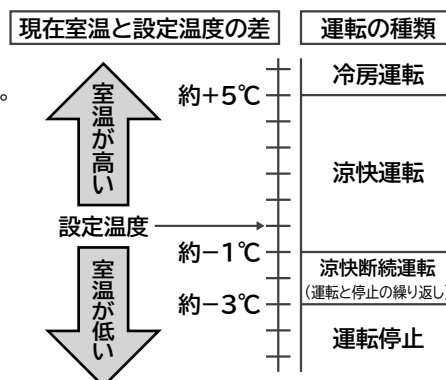 現在室温と設定温度の差
運転の種類
。
室温が高い
約+5℃
冷房運転
涼快運転
設定温度
約−1℃
涼快断続運転
(運転と停止の繰り返し)
室温が低い
約−3℃
運転停止